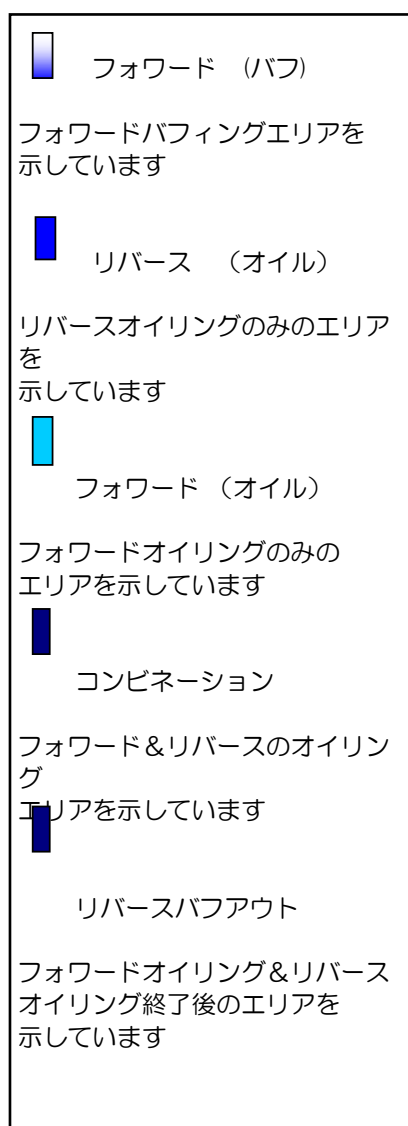 フォワード (バフ)
フォワードバフィングエリアを
示しています
リバース （オイル）
リバースオイリングのみのエリア
を
示しています
フォワード （オイル）
フォワードオイリングのみの
エリアを示しています
コンビネーション
フォワード＆リバースのオイリン
グ
エリアを示しています
リバースバフアウト
フォワードオイリング＆リバース
オイリング終了後のエリアを
示しています